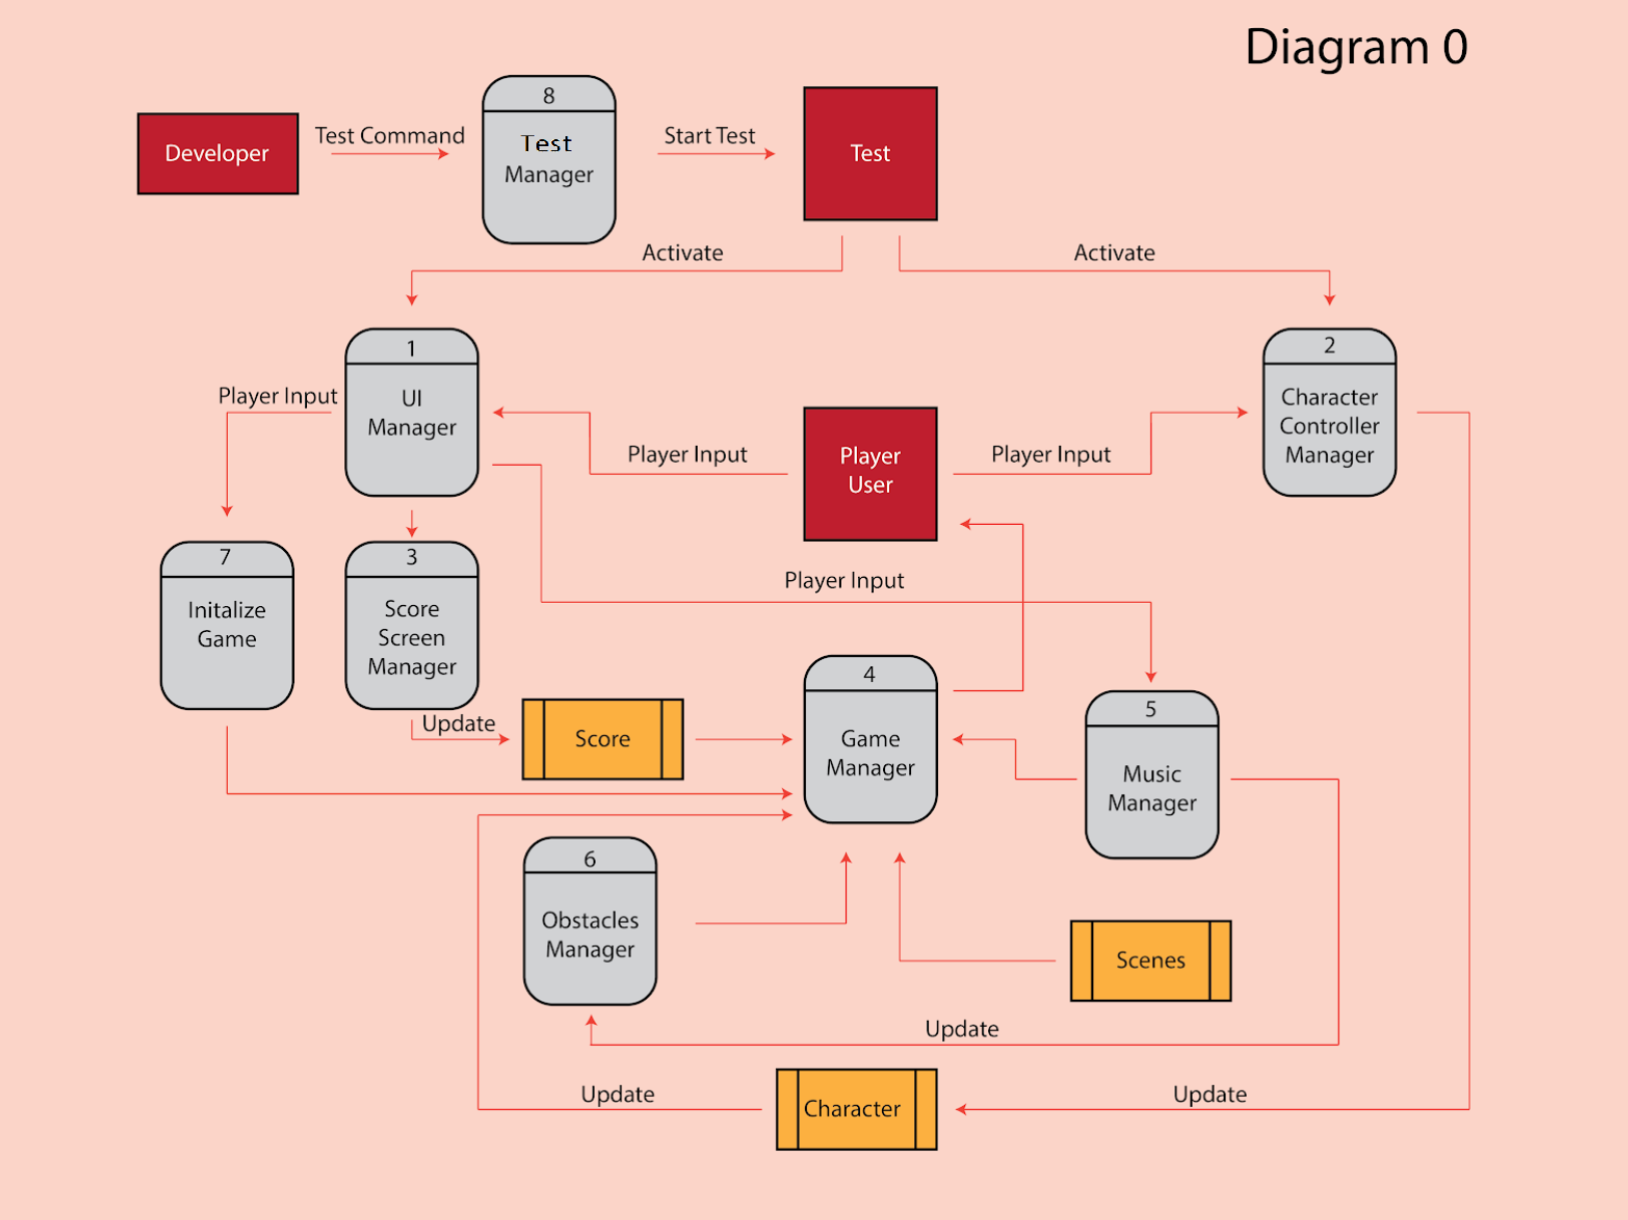 Diagram 0
8
Developer
Test Command
Test
Manager
Start Test
Test
Activate
Activate
1
UI
Manager
2
Character
Controller
Manager
Player Input
Player Input
Player
User
Player Input
7
Initalize
Game
3
Score
Screen
Manager
Player Input
Update
Score
4
Game
Manager
5
Music
Manager
6
Obstacles
Manager
Scenes
Update
Update
Character
Update